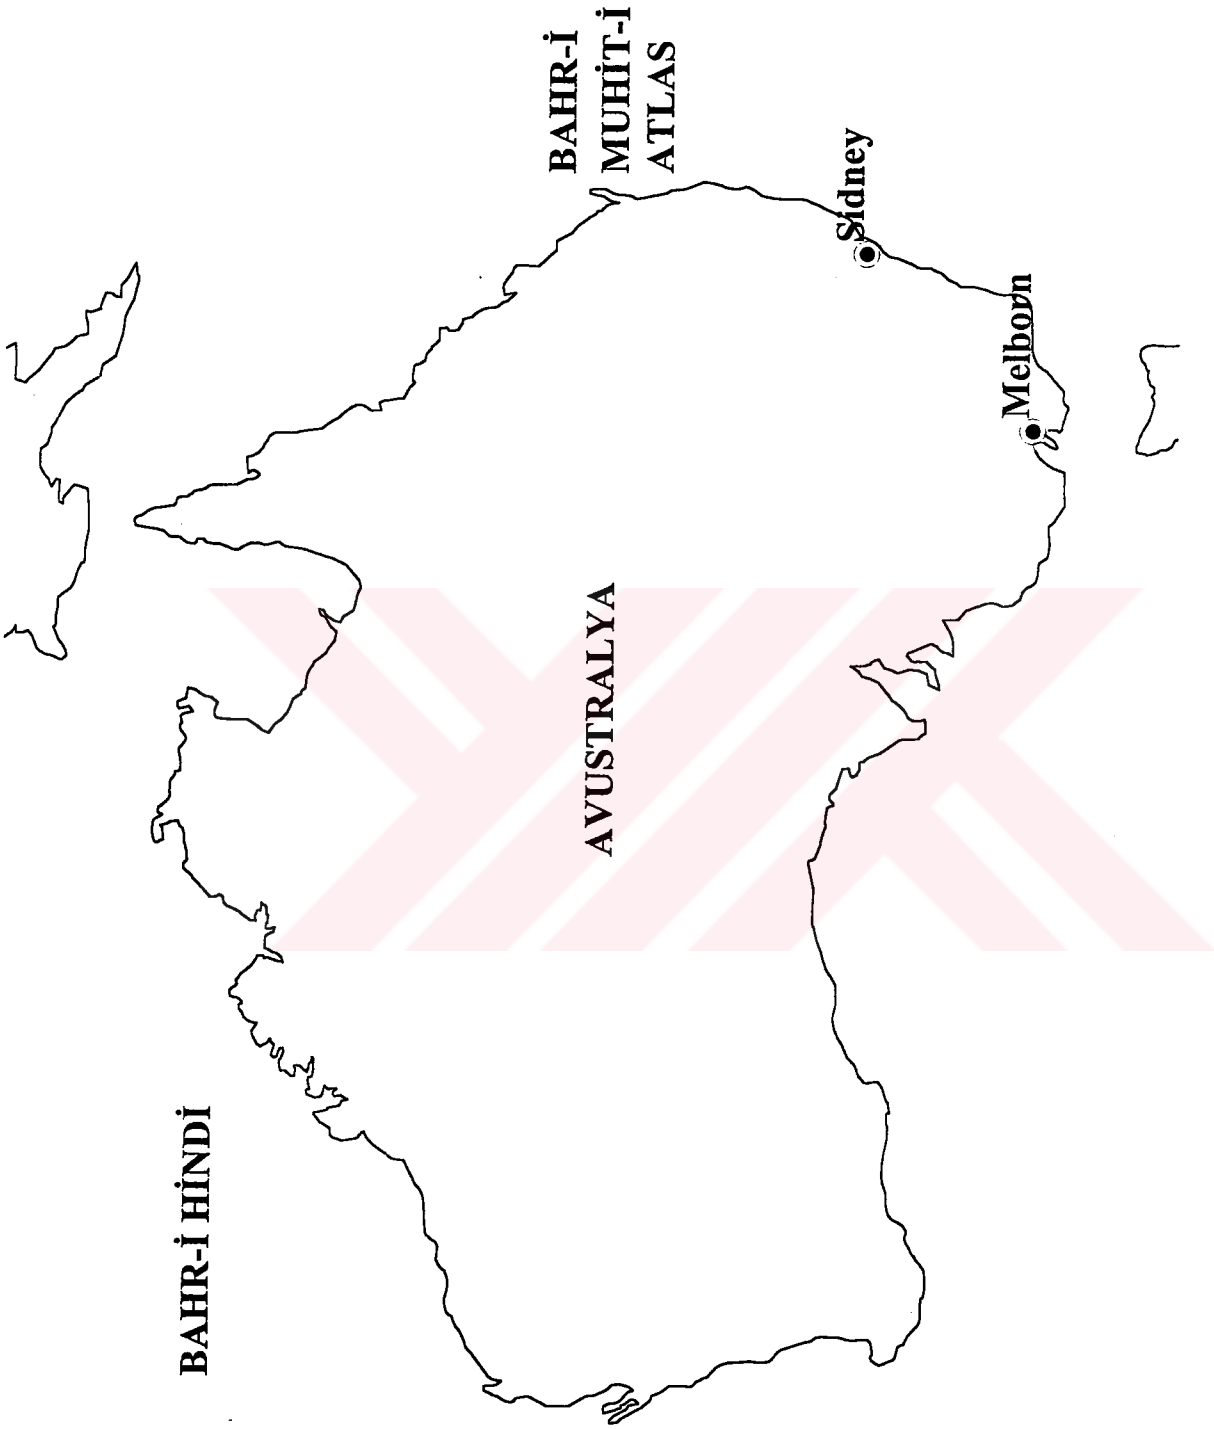 BAHR-İ
MUHİT-İ
ATLAS
BAHR-İ HİNDİ
AVUSTRALYA
Sidney
Melborn